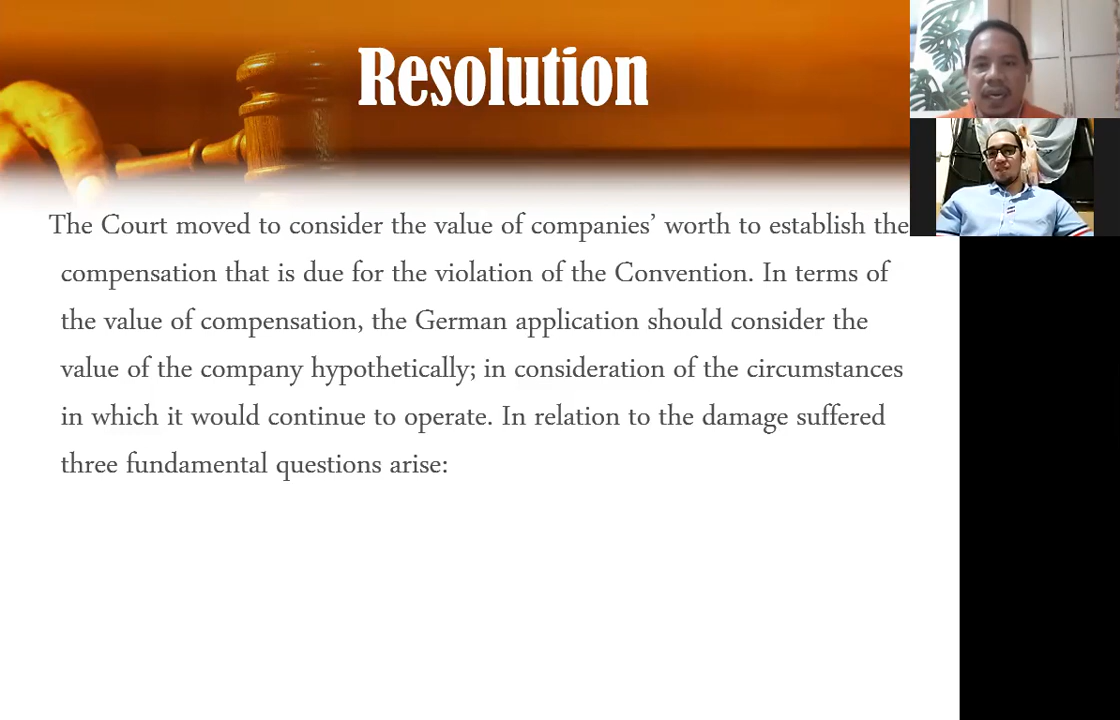 Resolution
The Court moved to consider the value of companies’ worth to establish the
compensation that is due for the violation of the Convention. In terms of
the value of compensation, the German application should consider the
value of the company hypothetically; in consideration of the circumstances
in which it would continue to operate. In relation to the damage suffered
three fundamental questions arise: